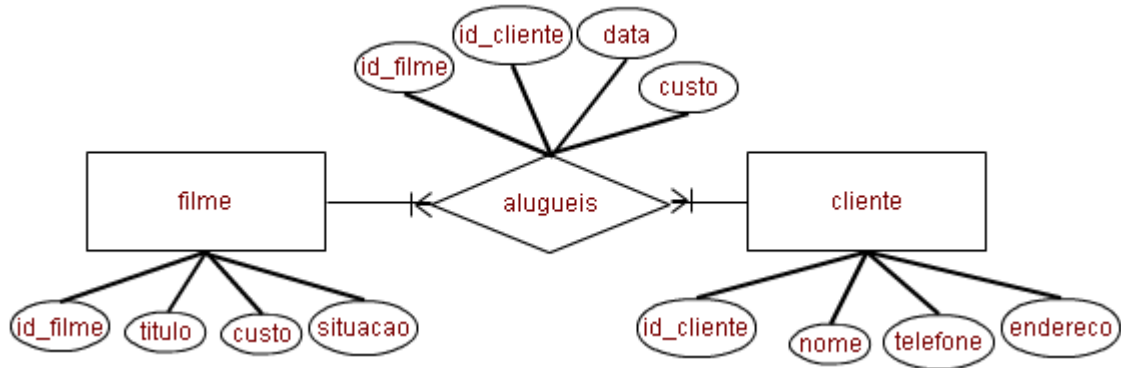 id_cliente
data
id_filme
custo
filme
alugueis
cliente
id_filme
titulo
custo
situacao
id_cliente
nome
telefone
endereco